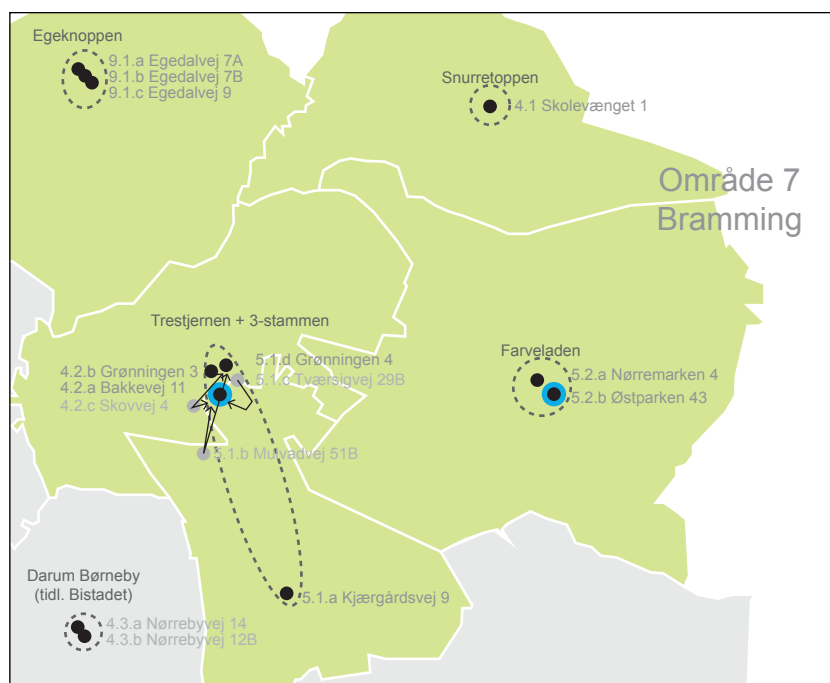 Egeknoppen
9.1.a Egedalvej 7A
9.1.b Egedalvej 7B
9.1.c Egedalvej 9
Snurretoppen
4.1 Skolevænget 1
Område 7
Bramming
Trestjernen + 3-stammen
4.2.b Grønningen 3
4.2.a Bakkevej 11
4.2.c Skovvej 4
5.1.d Grønningen 4
5.1.c Tværsigvej 29B
5.1.b Mulvadvej 51B
Farveladen
5.2.a Nørremarken 4
5.2.b Østparken 43
5.1.a Kjærgårdsvej 9
Darum Børneby
(tidl. Bistadet)
4.3.a Nørrebyvej 14
4.3.b Nørrebyvej 12B